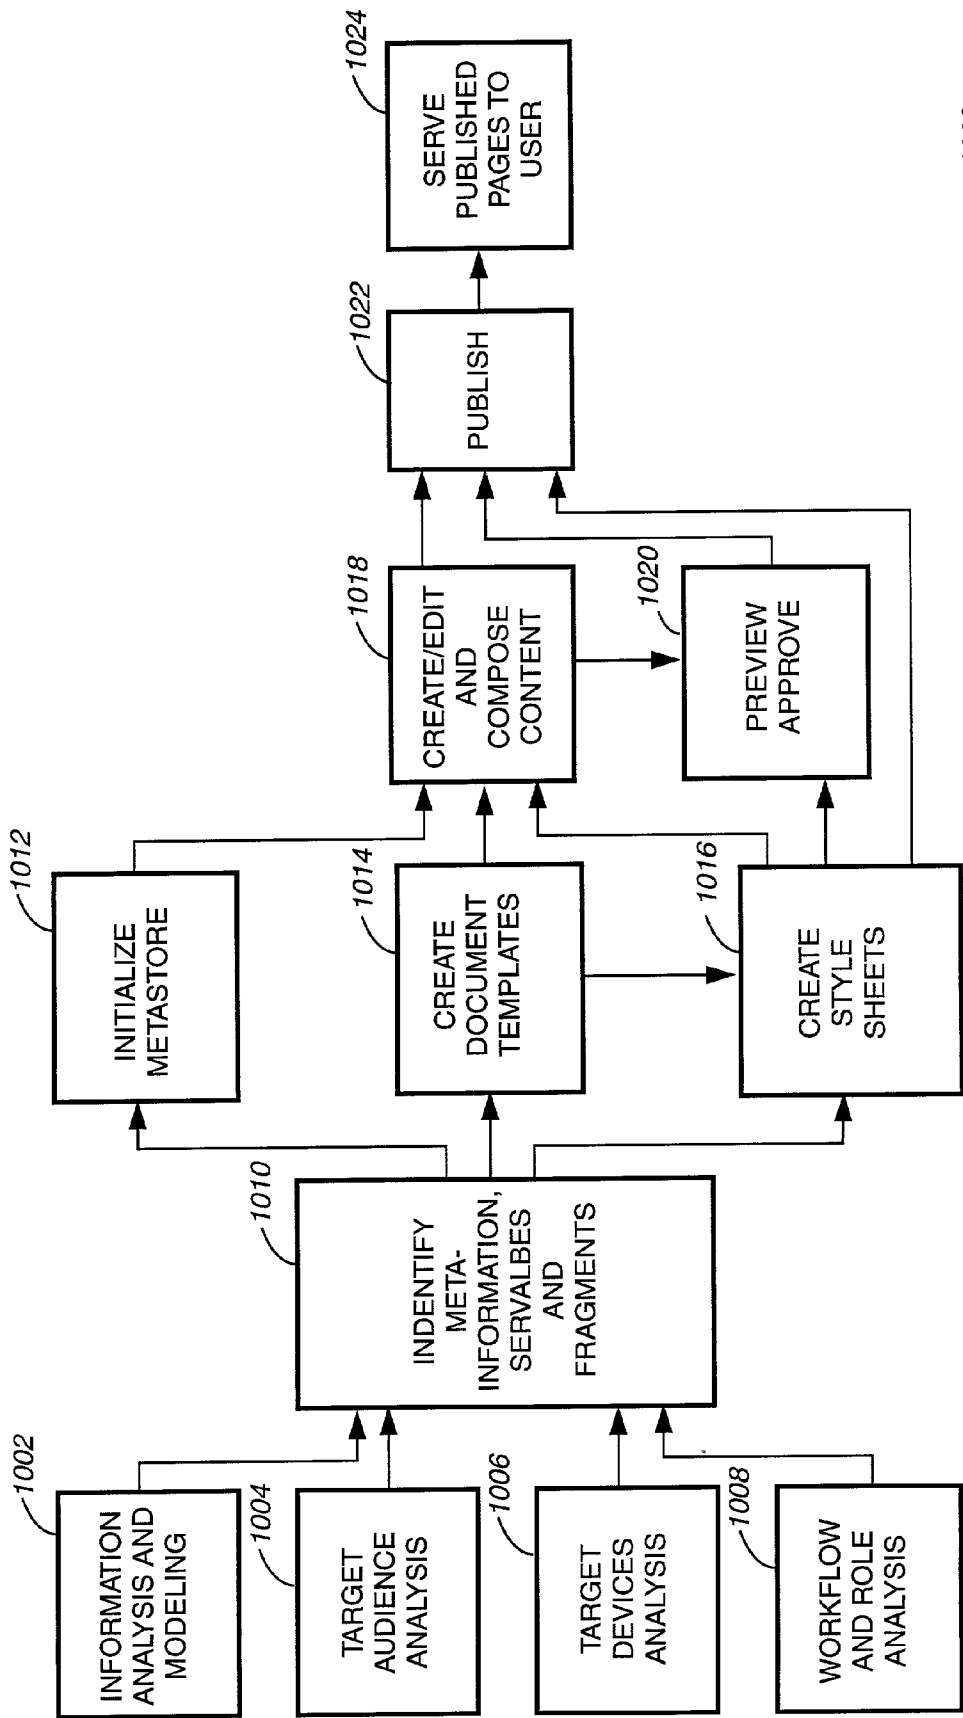 1002
INFORMATION
ANALYSIS AND
MODELING
1004
TARGET
AUDIENCE
ANALYSIS
1006
TARGET
DEVICES
ANALYSIS
1008
WORKFLOW
AND ROLE
ANALYSIS
1010
INDENTIFY
META-
INFORMATION,
SERVALBES
AND
FRAGMENTS
1012
INITIALIZE
METASTORE
1014
CREATE
DOCUMENT
TEMPLATES
1016
CREATE
STYLE
SHEETS
1018
CREATE/EDIT
AND
COMPOSE
CONTENT
1020
PREVIEW
APPROVE
1022
PUBLISH
1024
SERVE
PUBLISHED
PAGES TO
USER